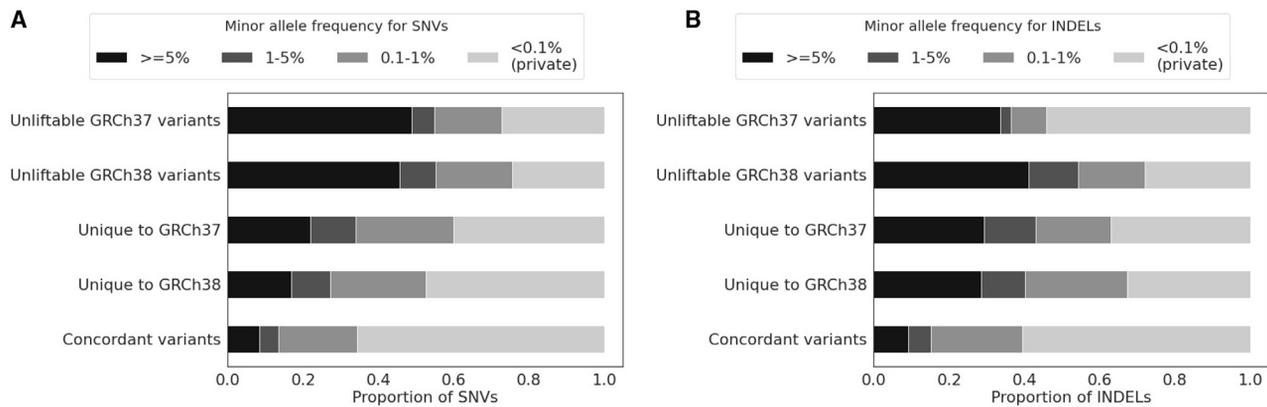 A
Minor allele frequency for SNVs
>=5%
1-5%
0.1-1%
<0.1%
(private)
Unliftable GRCh37 variants
Unliftable GRCh38 variants
Unique to GRCh37
Unique to GRCh38
Concordant variants
0.0 0.2 0.4 0.6 0.8 1.0
Proportion of SNVs
B
Minor allele frequency for INDELs
>=5%
1-5%
0.1-1%
<0.1%
(private)
Unliftable GRCh37 variants
Unliftable GRCh38 variants
Unique to GRCh37
Unique to GRCh38
Concordant variants
0.0 0.2 0.4 0.6 0.8 1.0
Proportion of INDELs